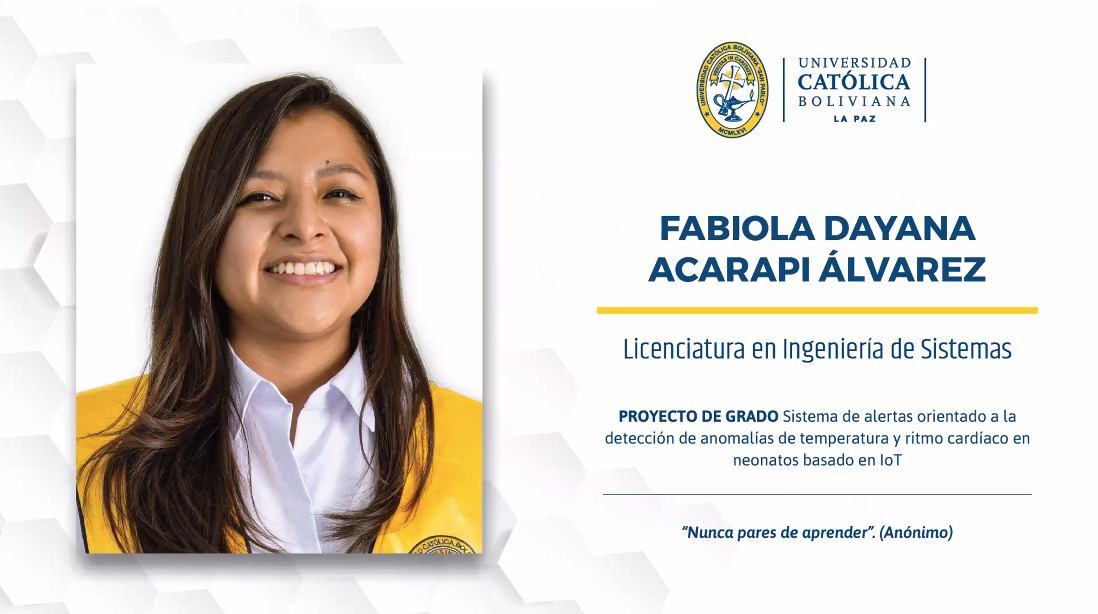 UNIVERSIDAD CATÓLICA BOLIVIANA "SAN PABLO"
MCMLXVI
UNIVERSIDAD
CATÓLICA
BOLIVIANA
LA PAZ
FABIOLA DAYANA
ACARAPI ÁLVAREZ
Licenciatura en Ingeniería de Sistemas
PROYECTO DE GRADO Sistema de alertas orientado a la
detección de anomalías de temperatura y ritmo cardíaco en
neonatos basado en IoT
“Nunca pares de aprender”. (Anónimo)